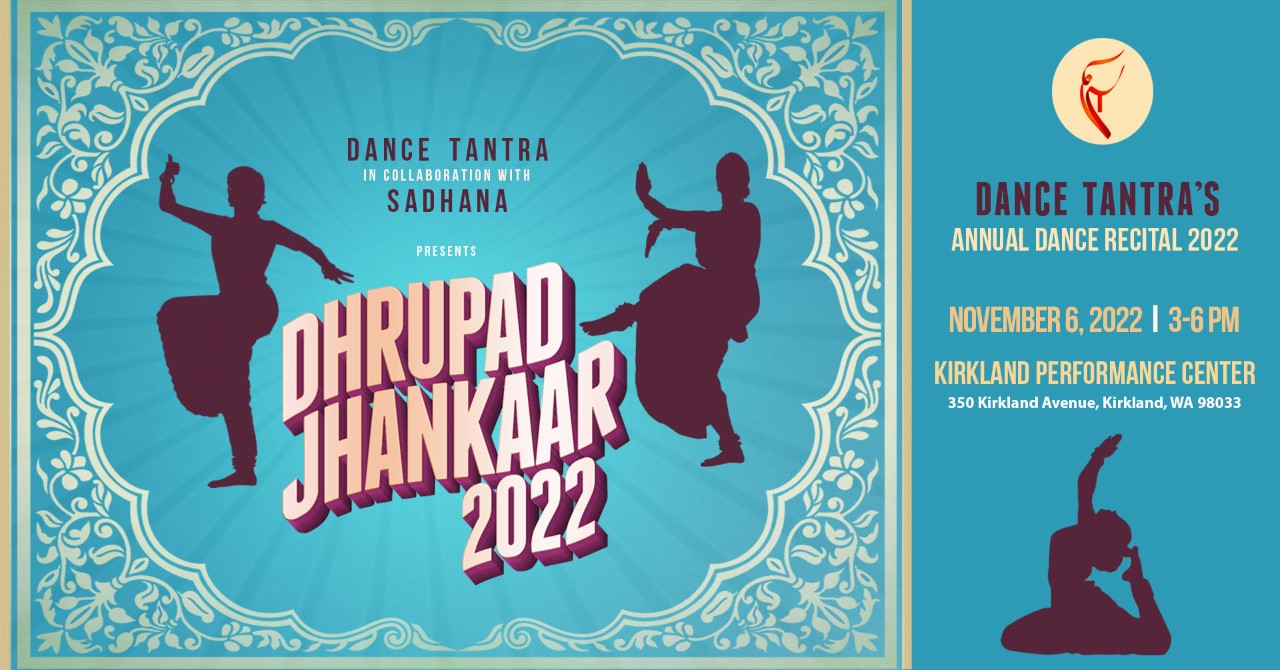 DANCE TANTRA
IN COLLABORATION WITH
SADHANA
PRESENTS
DHRUPAD
JHANKAAR
2022
DANCE TANTRA'S
ANNUAL DANCE RECITAL 2022
NOVEMBER 6, 2022 | 3-6 PM
KIRKLAND PERFORMANCE CENTER
350 Kirkland Avenue, Kirkland, WA 98033